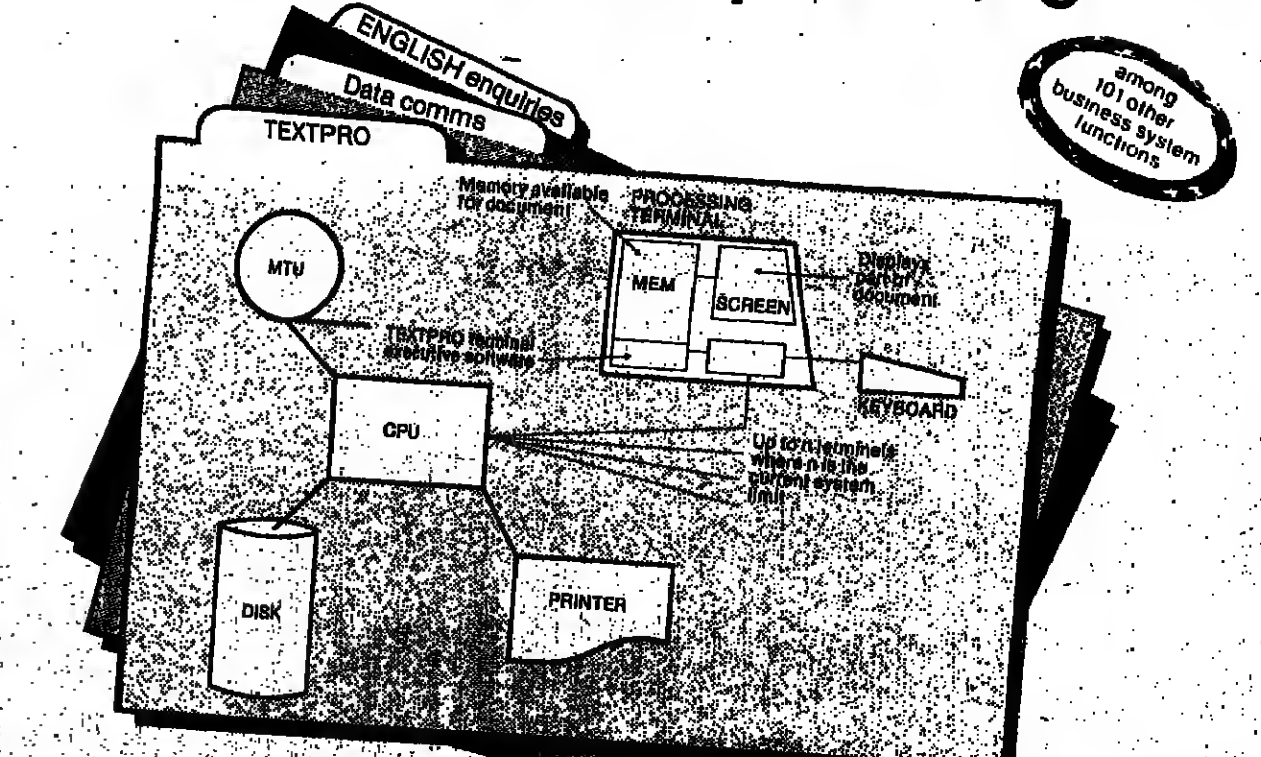 ENGLISH enquiries
Data comms
TEXTPRO
among
101 other
business system
functions
Memory available
for document
PROCESSING
TERMINAL
MTU
MEM
SCREEN
Displays
part of
document
TEXTPRO terminal
executive software
KEYBOARD
CPU
Up to n terminals
where n is the
current system
limit
DISK
PRINTER